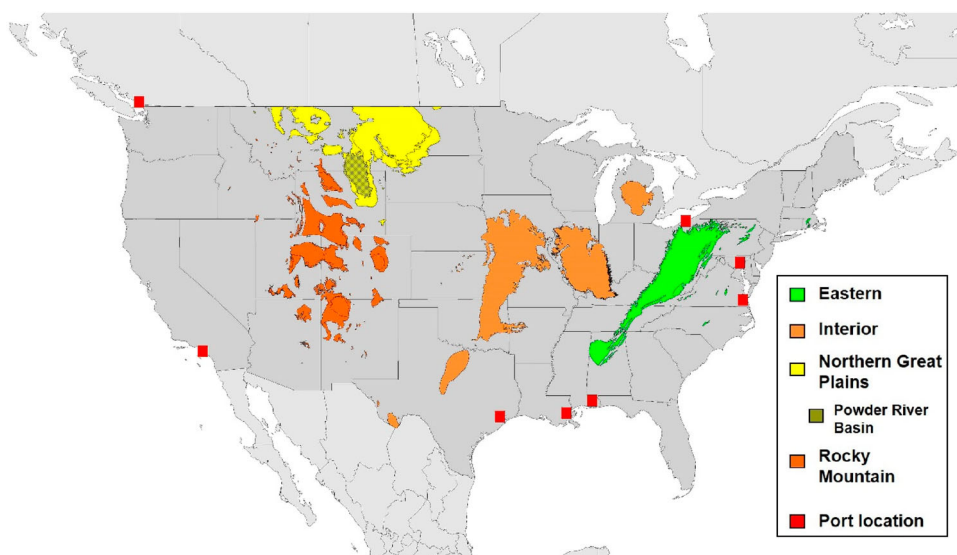 Eastern
Interior
Northern Great
Plains
Powder River
Basin
Rocky
Mountain
Port location